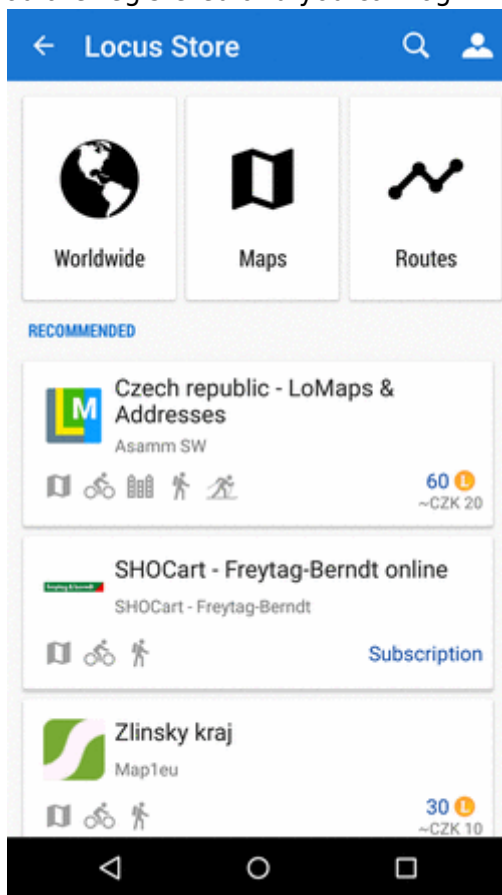 Locus Store
Worldwide
Maps
Routes
RECOMMENDED
LM
Czech republic - LoMaps &
Addresses
Asamm SW
60 L
~CZK 20
SHOCart - Freytag-Berndt online
SHOCart - Freytag-Berndt
Subscription
Zlinsky kraj
Map1eu
30 L
~CZK 10